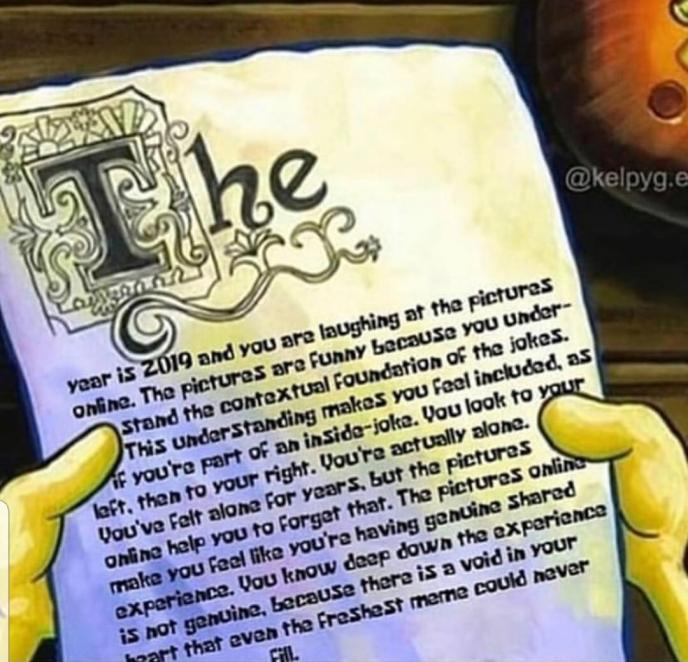 The
@kelpyg.e
year is 2019 and you are laughing at the pictures
online. The pictures are funny because you under-
stand the contextual foundation of the jokes.
This understanding makes you feel included, as
if you're part of an inside-joke. You look to your
left, then to your right. You're actually alone.
You've felt alone for years, but the pictures
online help you to forget that. The pictures online
make you feel like you're having genuine shared
experience. You know deep down the experience
is not genuine, because there is a void in your
heart that even the freshest meme could never
fill.